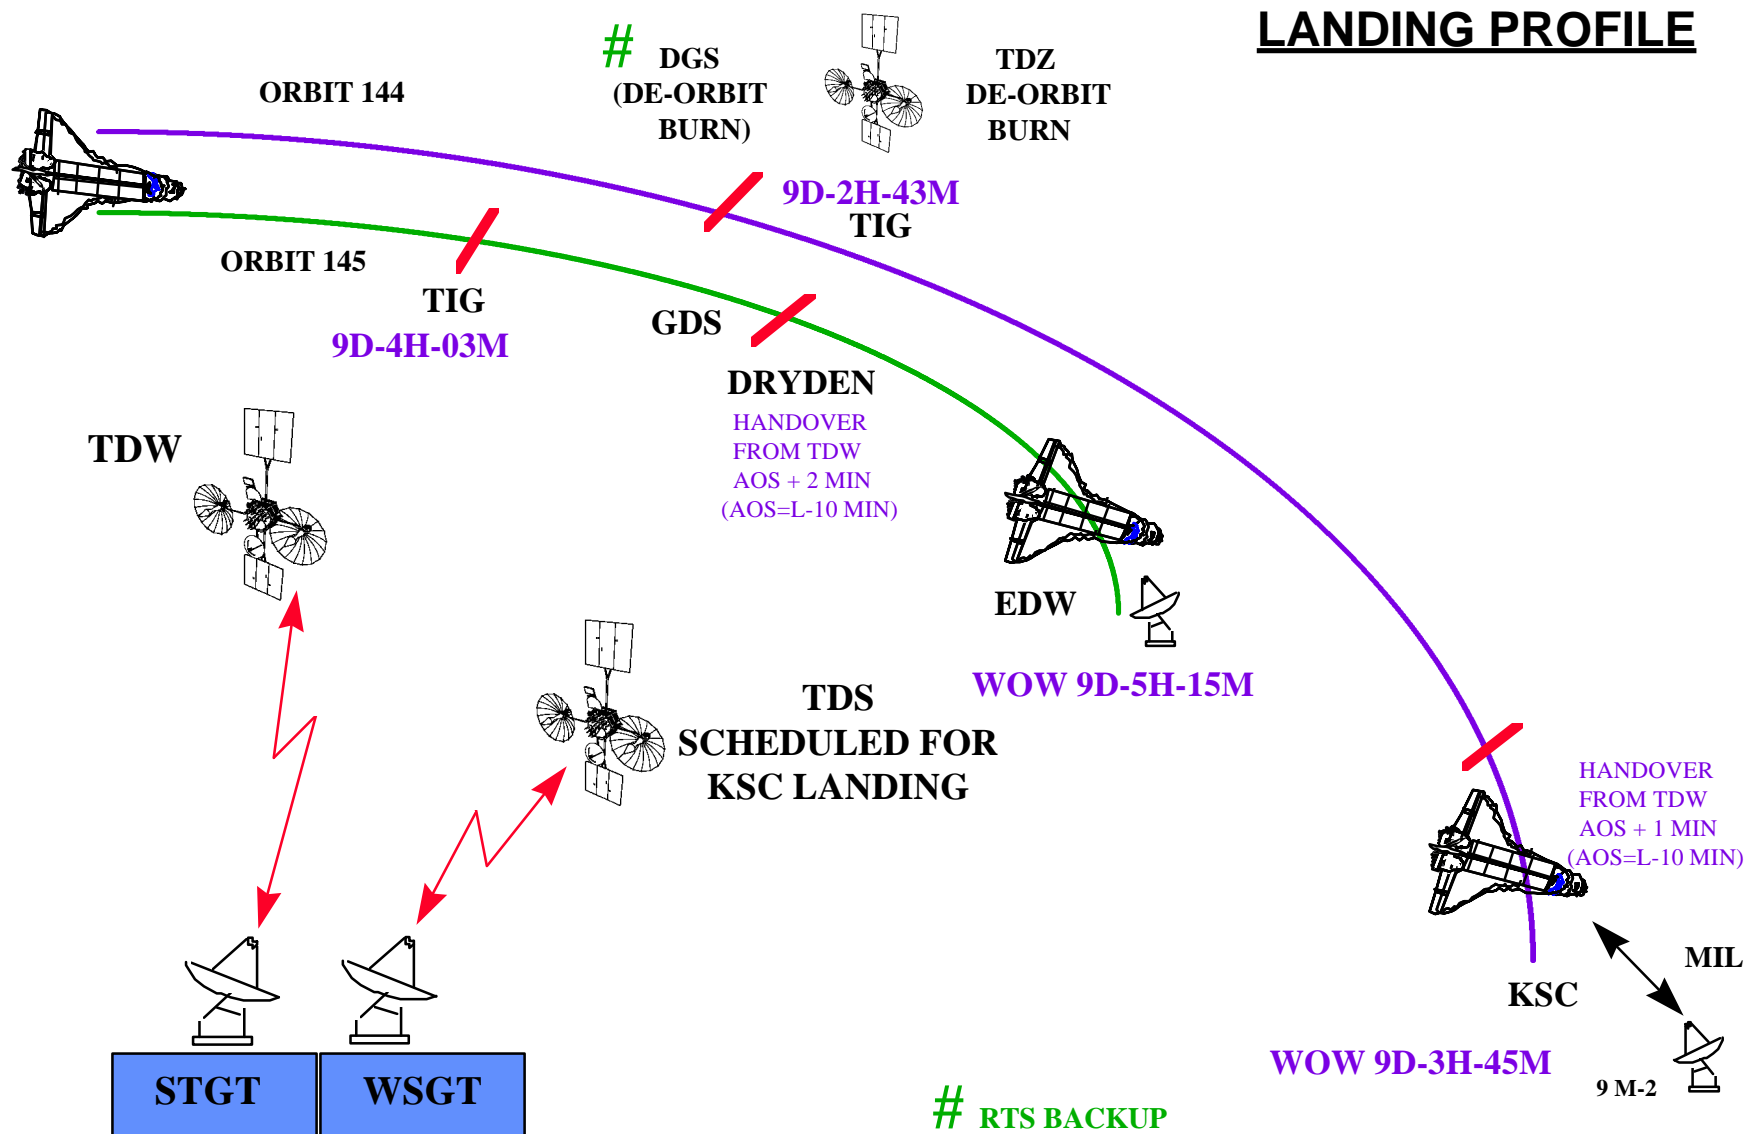 LANDING PROFILE
#
DGS
(DE-ORBIT
BURN)
TDZ
DE-ORBIT
BURN
ORBIT 144
9D-2H-43M
TIG
ORBIT 145
TIG
9D-4H-03M
GDS
DRYDEN
HANDOVER
FROM TDW
AOS + 2 MIN
(AOS=L-10 MIN)
TDW
EDW
WOW 9D-5H-15M
TDS
SCHEDULED FOR
KSC LANDING
HANDOVER
FROM TDW
AOS + 1 MIN
(AOS=L-10 MIN)
MIL
KSC
WOW 9D-3H-45M
9 M-2
STGT
WSGT
# RTS BACKUP